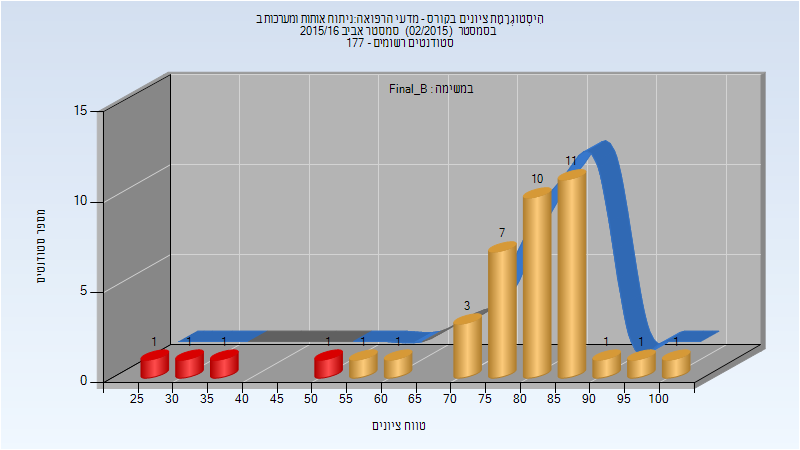 היסטוגרמת ציונים בקורס - מדעי הרפואה:ניתוח אותות ומערכות ב
בסמסטר (02/2015) סמסטר אביב 2015/16
סטודנטים רשומים - 177
במשימה : Final_B
מספר סטודנטים
15
10
5
0
1 1 1 1 1 1 3 7 10 11 1 1 1
25 30 35 40 45 50 55 60 65 70 75 80 85 90 95 100
טווח ציונים